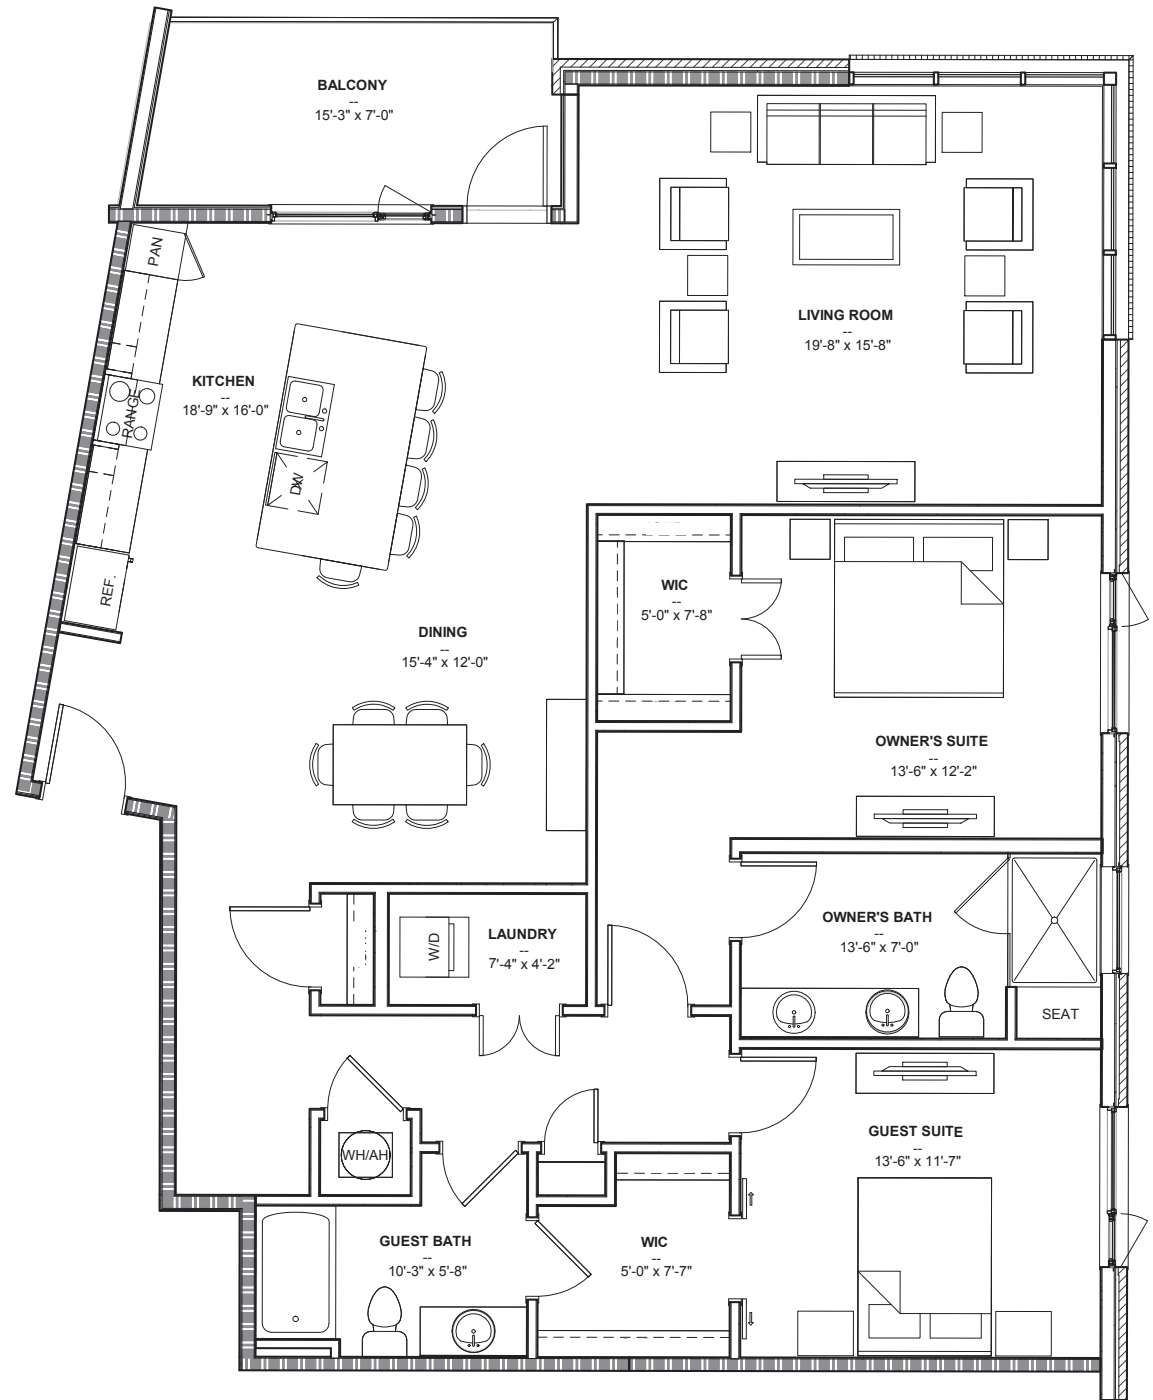 BALCONY
--
15'-3" x 7'-0"
PAN
LIVING ROOM
--
19'-8" x 15'-8"
KITCHEN
--
18'-9" x 16'-0"
RANGE
DW
REF.
WIC
--
5'-0" x 7'-8"
DINING
--
15'-4" x 12'-0"
OWNER'S SUITE
--
13'-6" x 12'-2"
OWNER'S BATH
--
13'-6" x 7'-0"
LAUNDRY
--
7'-4" x 4'-2"
W/D
SEAT
GUEST SUITE
--
13'-6" x 11'-7"
WH/AH
GUEST BATH
--
10'-3" x 5'-8"
WIC
--
5'-0" x 7'-7"